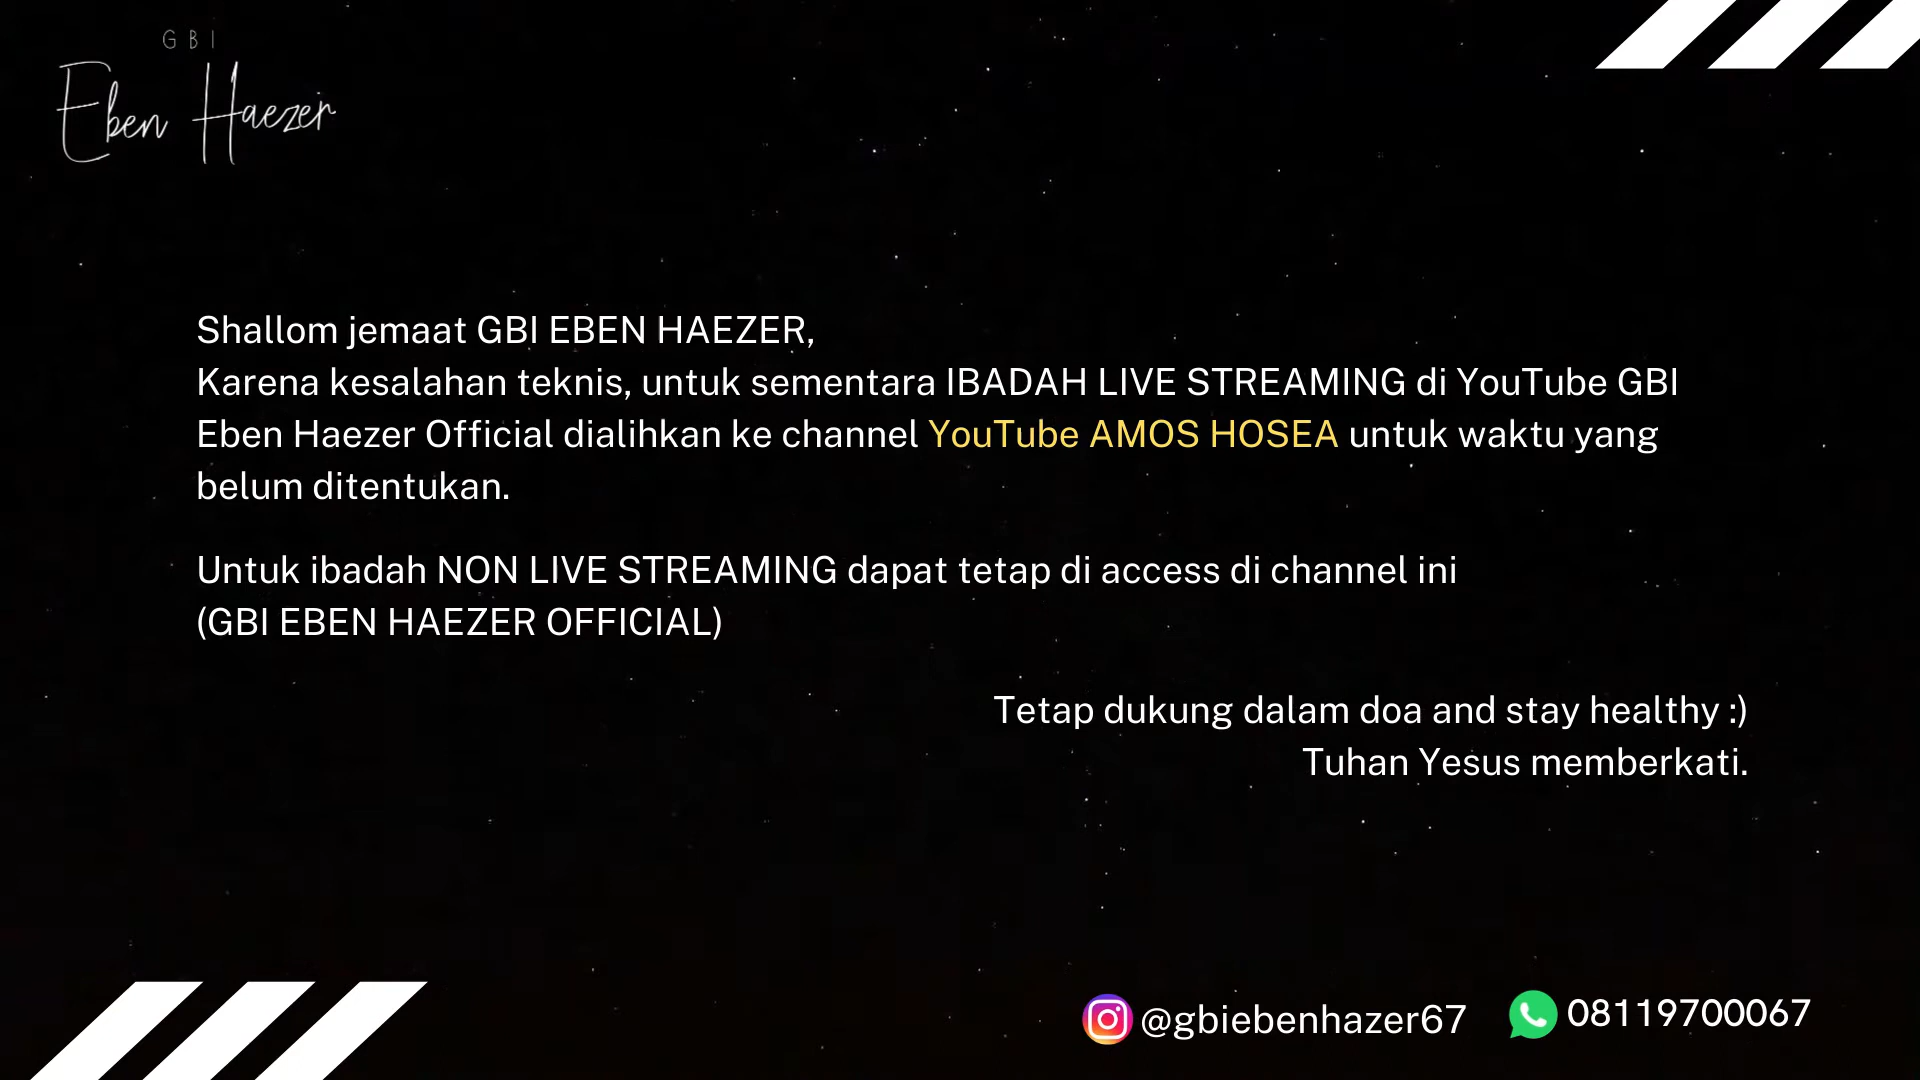 GBI
Eben Haezer
Shallom jemaat GBI EBEN HAEZER,
Karena kesalahan teknis, untuk sementara IBADAH LIVE STREAMING di YouTube GBI
Eben Haezer Official dialihkan ke channel YouTube AMOS HOSEA untuk waktu yang
belum ditentukan.
Untuk ibadah NON LIVE STREAMING dapat tetap di access di channel ini
(GBI EBEN HAEZER OFFICIAL)
Tetap dukung dalam doa and stay healthy :)
Tuhan Yesus memberkati.
@gbiebenhazer67 08119700067